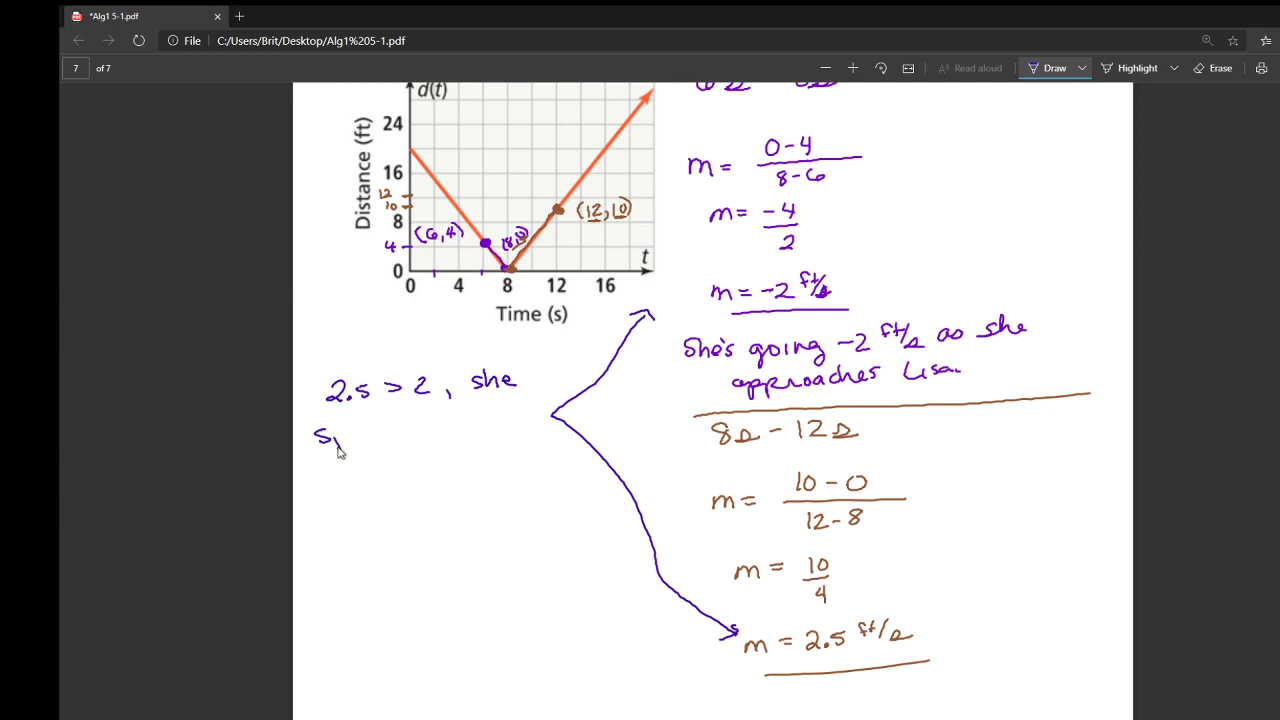 *Alg1 5-1.pdf
File C:/Users/Brit/Desktop/Alg1%205-1.pdf
7 of 7
Read aloud Draw Highlight Erase
d(t)
Distance (ft)
24
16
12
10
8
4
0
(6,4)
(8,0)
(12,10)
t
0 4 8 12 16
Time (s)
m = 0-4
8-6
m = -4
2
m = -2 ft/s
She's going -2 ft/s as she
approaches Lisa.
2.5 > 2, she
8s - 12s
m = 10-0
12-8
m = 10
4
m = 2.5 ft/s